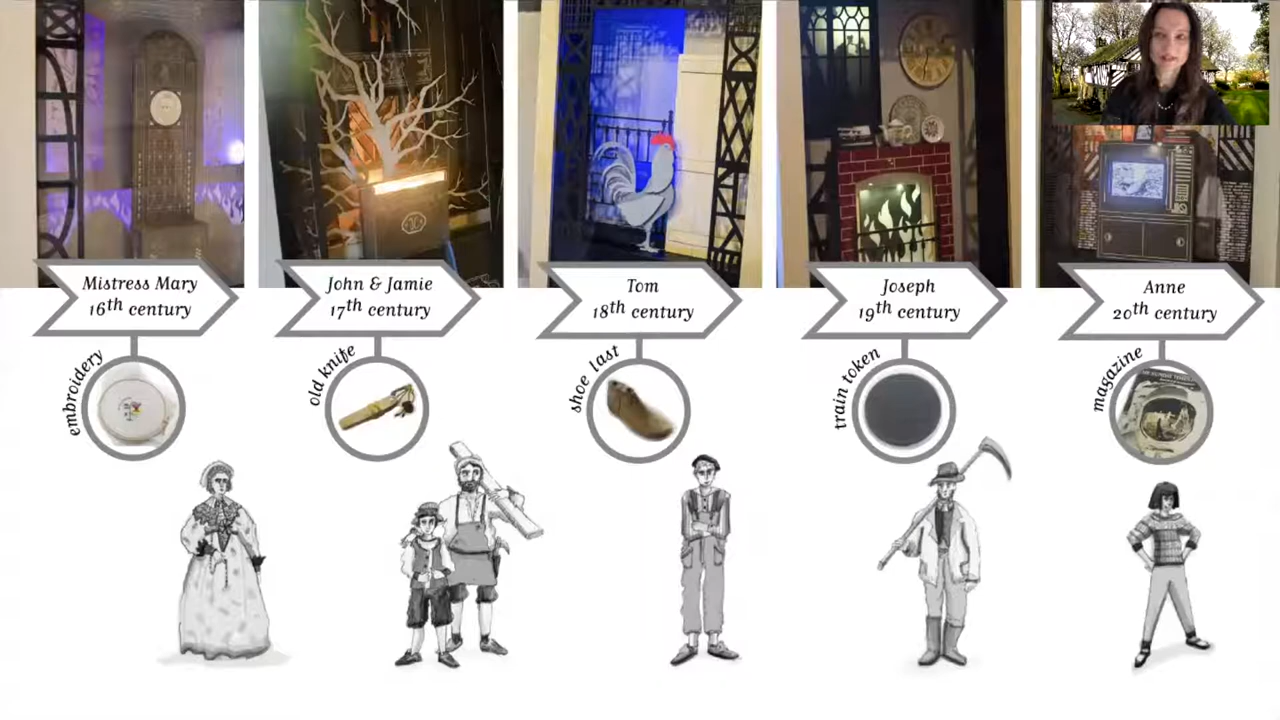 Mistress Mary
16th century
John & Jamie
17th century
Tom
18th century
Joseph
19th century
Anne
20th century
embroidery
old knife
shoe last
train token
magazine